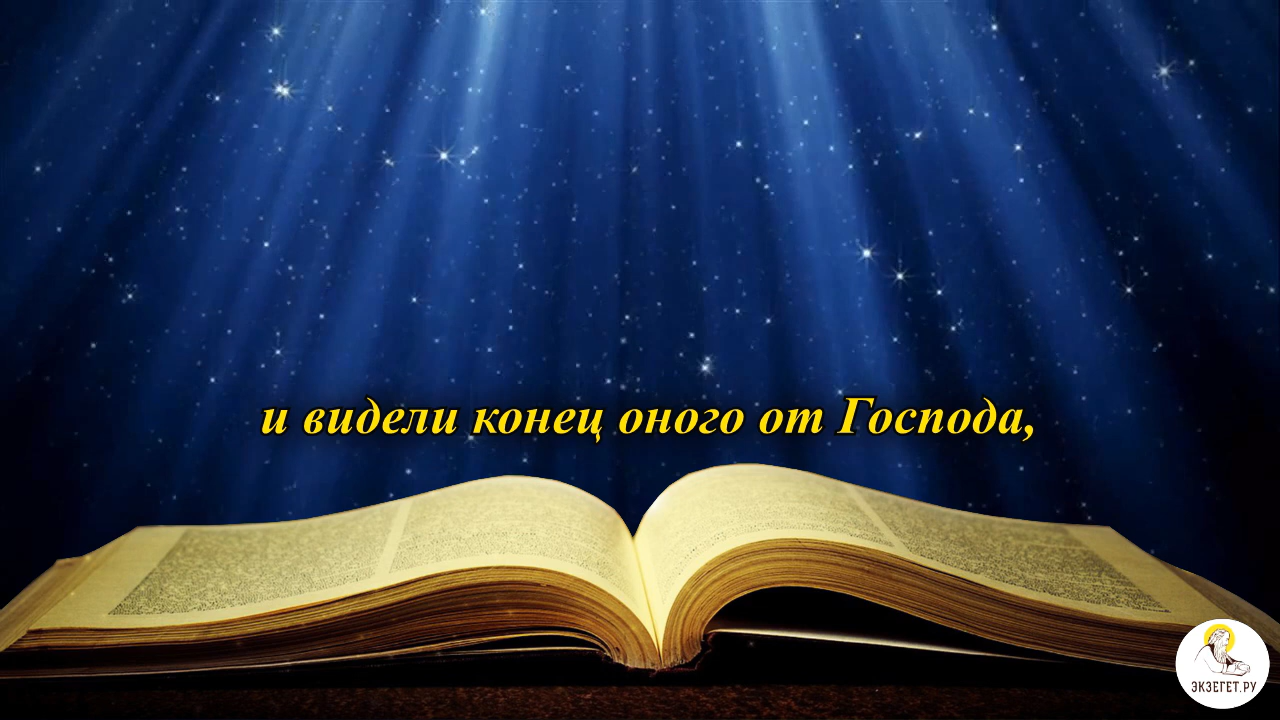 и видели конец оного от Господа,
ЭКЗЕГЕТ.РУ